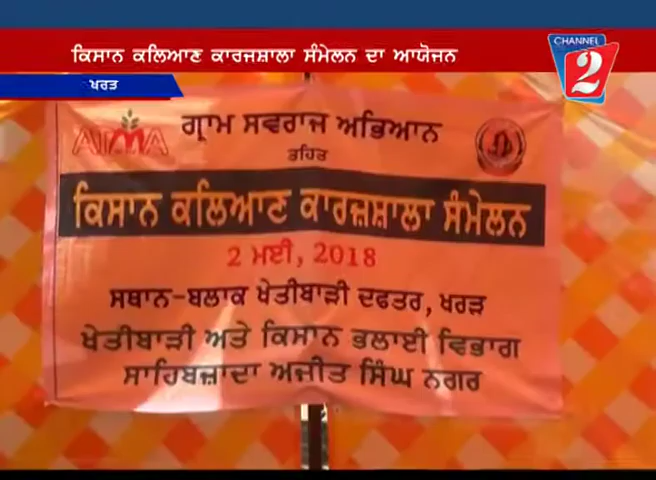 ਕਿਸਾਨ ਕਲਿਆਣ ਕਾਰਜਸ਼ਾਲਾ ਸੰਮੇਲਨ ਦਾ ਆਯੋਜਨ
CHANNEL
2
ਖਰੜ
ATMA
ਗ੍ਰਾਮ ਸਵਰਾਜ ਅਭਿਆਨ
ਤਹਿਤ
ਕਿਸਾਨ ਕਲਿਆਣ ਕਾਰਜ਼ਸ਼ਾਲਾ ਸੰਮੇਲਨ
2 ਮਈ, 2018
ਸਥਾਨ-ਬਲਾਕ ਖੇਤੀਬਾੜੀ ਦਫਤਰ, ਖਰੜ
ਖੇਤੀਬਾੜੀ ਅਤੇ ਕਿਸਾਨ ਭਲਾਈ ਵਿਭਾਗ
ਸਾਹਿਬਜ਼ਾਦਾ ਅਜੀਤ ਸਿੰਘ ਨਗਰ